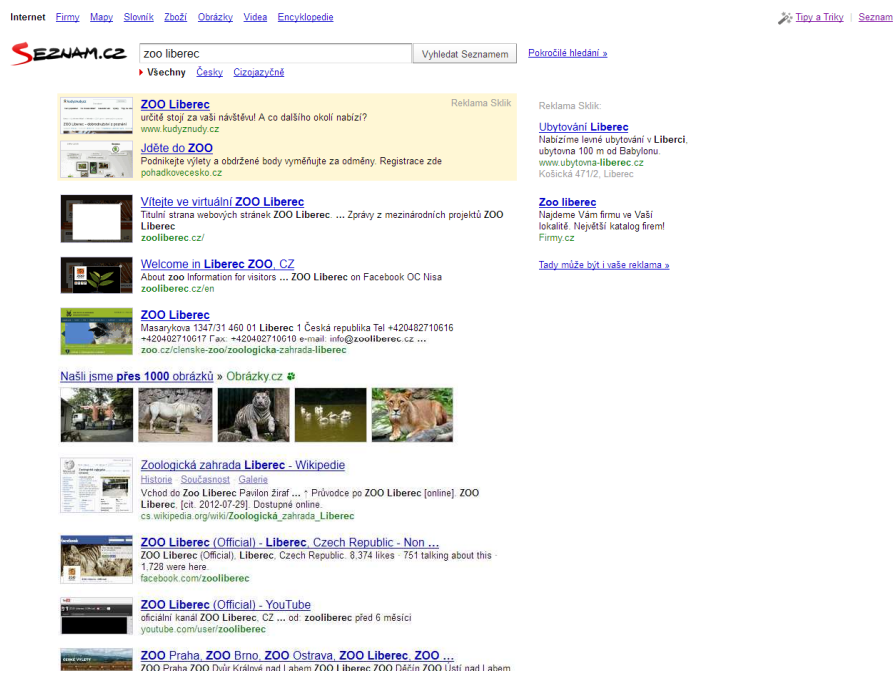 Internet Firmy Mapy Slovník Zboží Obrázky Videa Encyklopedie
Tipy a Triky | Seznam
SEZNAM.CZ
zoo liberec
Vyhledat Seznamem
Pokročilé hledání »
Všechny Česky Cizojazyčně
Reklama Sklik
ZOO Liberec
určitě stojí za vaši návštěvu! A co dalšího okolí nabízí?
www.kudyznudy.cz
Jděte do ZOO
Podnikejte výlety a obdržené body vyměňujte za odměny. Registrace zde
pohadkovecesko.cz
Vítejte ve virtuální ZOO Liberec
Titulní strana webových stránek ZOO Liberec. ... Zprávy z mezinárodních projektů ZOO
Liberec
zooliberec.cz/
Welcome in Liberec ZOO, CZ
About zoo Information for visitors ... ZOO Liberec on Facebook OC Nisa
zooliberec.cz/en
ZOO Liberec
Masarykova 1347/31 460 01 Liberec 1 Česká republika Tel +420482710616
+420402710617 Fax: +420402710610 e-mail: info@zooliberec.cz ...
zoo.cz/clenske-zoo/zoologicka-zahrada-liberec
Našli jsme přes 1000 obrázků » Obrázky.cz
Zoologická zahrada Liberec - Wikipedie
Historie · Současnost · Galerie
Vchod do Zoo Liberec Pavilon žiraf ... ↑ Průvodce po ZOO Liberec [online]. ZOO
Liberec, [cit. 2012-07-29]. Dostupné online.
cs.wikipedia.org/wiki/Zoologická_zahrada_Liberec
ZOO Liberec (Official) - Liberec, Czech Republic - Non ...
ZOO Liberec (Official), Liberec, Czech Republic. 8,374 likes · 751 talking about this ·
1,728 were here.
facebook.com/zooliberec
ZOO Liberec (Official) - YouTube
oficiální kanál ZOO Liberec, CZ ... od: zooliberec před 6 měsíci
youtube.com/user/zooliberec
ZOO Praha, ZOO Brno, ZOO Ostrava, ZOO Liberec, ZOO ...
ZOO Praha ZOO Dvůr Králové nad Labem ZOO Liberec ZOO Děčín ZOO Ústí nad Labem
Reklama Sklik:
Ubytování Liberec
Nabízíme levné ubytování v Liberci,
ubytovna 100 m od Babylonu.
www.ubytovna-liberec.cz
Košická 471/2, Liberec
Zoo liberec
Najdeme Vám firmu ve Vaší
lokalitě. Největší katalog firem!
Firmy.cz
Tady může být i vaše reklama »